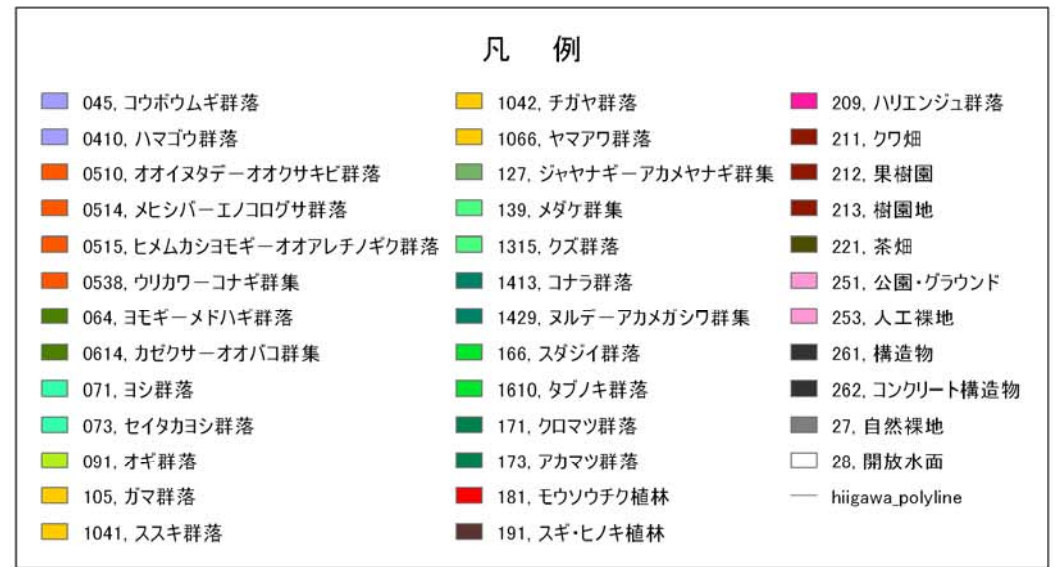 凡 例
045, コウボウムギ群落
0410, ハマゴウ群落
0510, オオイヌタデーオオクサキビ群落
0514, メヒシバーエノコログサ群落
0515, ヒメムカシヨモギーオオアレチノギク群落
0538, ウリカワーコナギ群集
064, ヨモギーメドハギ群落
0614, カゼクサーオオバコ群集
071, ヨシ群落
073, セイタカヨシ群落
091, オギ群落
105, ガマ群落
1041, ススキ群落
1042, チガヤ群落
1066, ヤマアワ群落
127, ジャヤナギーアカメヤナギ群集
139, メダケ群集
1315, クズ群落
1413, コナラ群落
1429, ヌルデーアカメガシワ群集
166, スダジイ群落
1610, タブノキ群落
171, クロマツ群落
173, アカマツ群落
181, モウソウチク植林
191, スギ・ヒノキ植林
209, ハリエンジュ群落
211, クワ畑
212, 果樹園
213, 樹園地
221, 茶畑
251, 公園・グラウンド
253, 人工裸地
261, 構造物
262, コンクリート構造物
27, 自然裸地
28, 開放水面
hiigawa_polyline